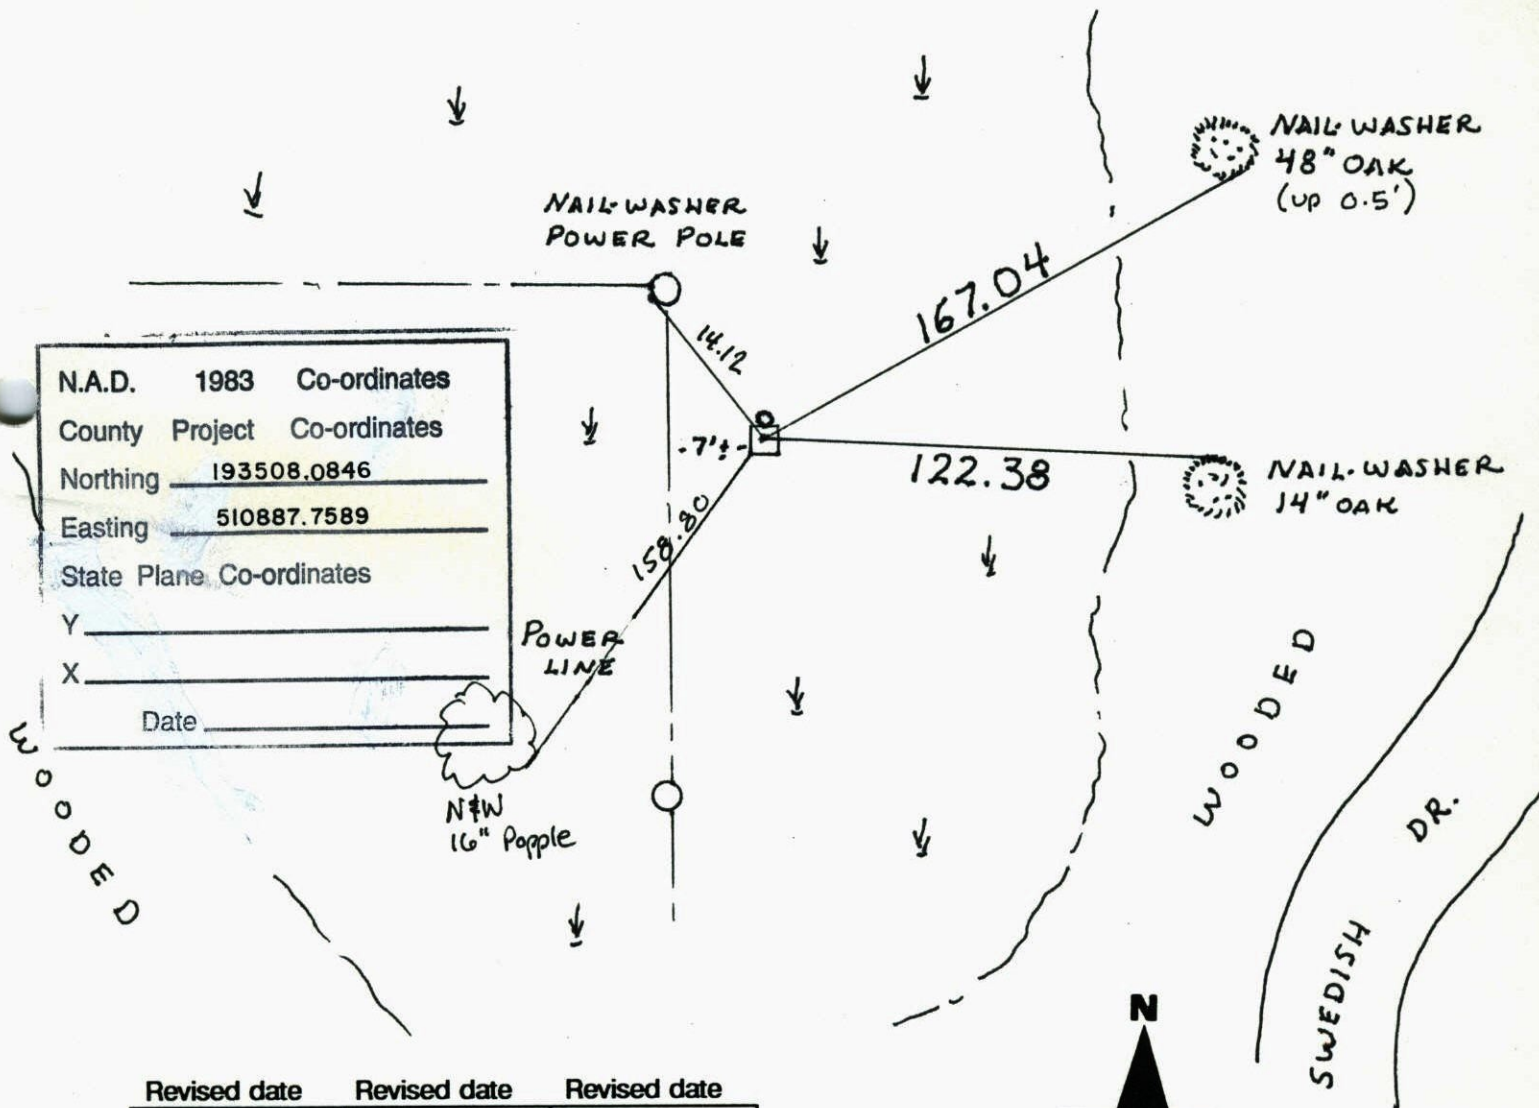 NAIL-WASHER
48" OAK
(UP 0.5')
NAIL-WASHER
POWER POLE
167.04
14.12
N.A.D. 1983 Co-ordinates
County Project Co-ordinates
Northing 193508.0846
Easting 510887.7589
State Plane Co-ordinates
Y
X
Date
-7'±-
122.38
NAIL-WASHER
14" OAK
158.80
POWER
LINE
N&W
16" Popple
WOODED
WOODED
SWEDISH DR.
N
Revised date Revised date Revised date